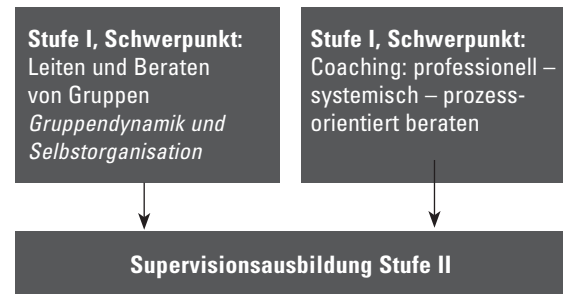 Stufe I, Schwerpunkt:
Leiten und Beraten
von Gruppen
Gruppendynamik und
Selbstorganisation
Stufe I, Schwerpunkt:
Coaching: professionell –
systemisch – prozess-
orientiert beraten
Supervisionsausbildung Stufe II